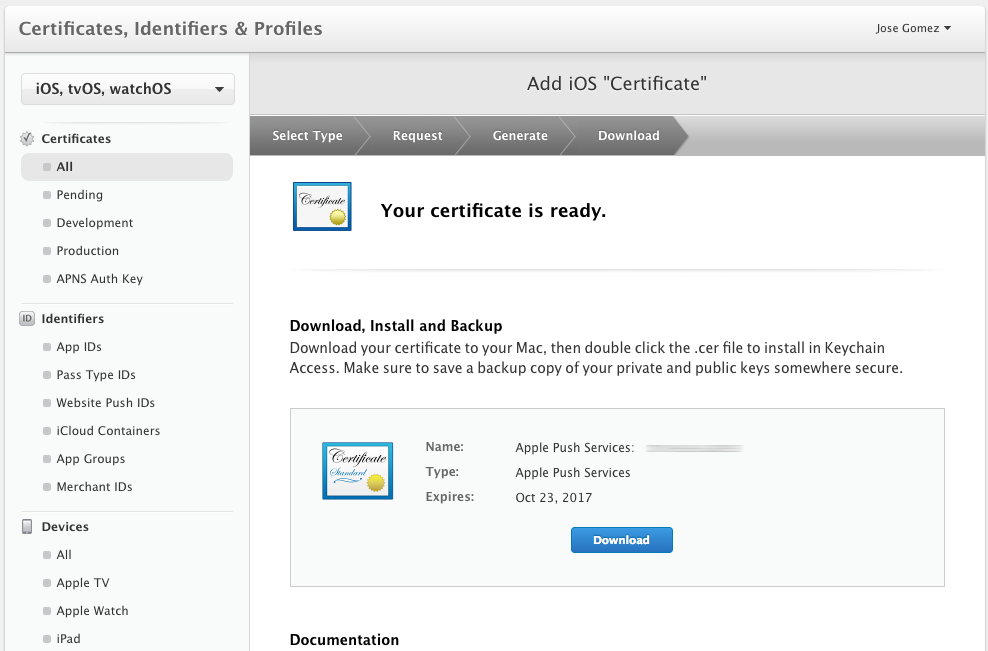 Certificates, Identifiers & Profiles
Jose Gomez
iOS, tvOS, watchOS
Certificates
All
Pending
Development
Production
APNS Auth Key
ID Identifiers
App IDs
Pass Type IDs
Website Push IDs
iCloud Containers
App Groups
Merchant IDs
Devices
All
Apple TV
Apple Watch
iPad
Add iOS "Certificate"
Select Type
Request
Generate
Download
Certificate
Your certificate is ready.
Download, Install and Backup
Download your certificate to your Mac, then double click the .cer file to install in Keychain
Access. Make sure to save a backup copy of your private and public keys somewhere secure.
Certificate
Standard
Name: Apple Push Services:
Type: Apple Push Services
Expires: Oct 23, 2017
Download
Documentation